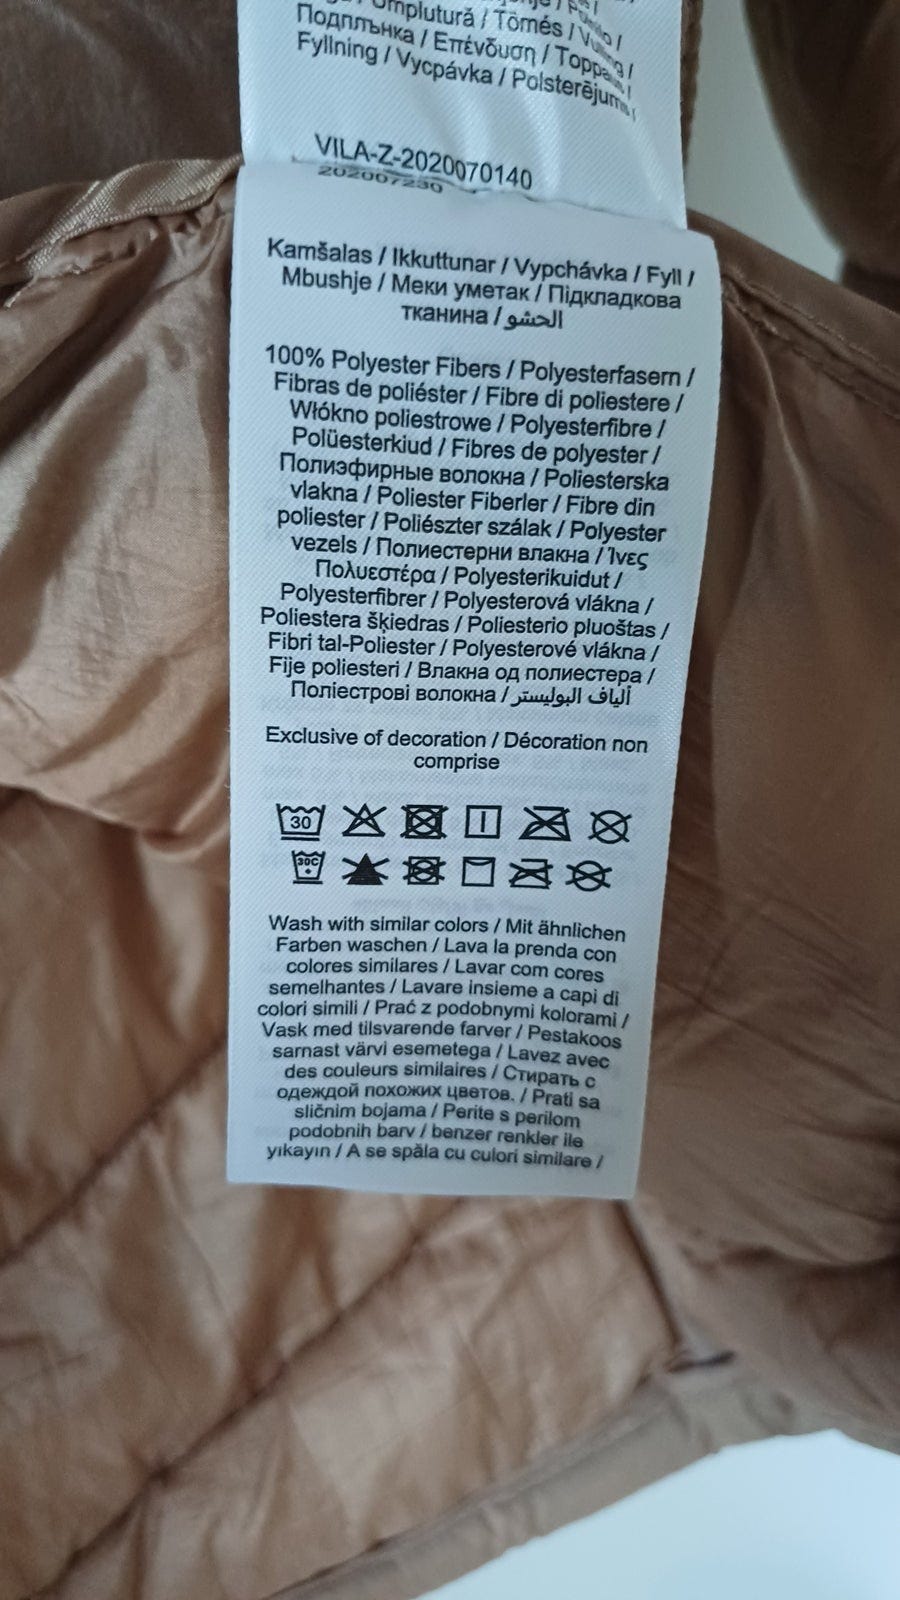 Umplutură / Tömés /
Подплънка / Επένδυση /
Fyllning / Vycpávka / Polsterējums /
VILA-Z-2020070140
202007230
Kamšalas / Ikkuttunar / Vypchávka / Fyll /
Mbushje / Меки уметак / Підкладкова
тканина / الحشو
100% Polyester Fibers / Polyesterfasern /
Fibras de poliéster / Fibre di poliestere /
Włókno poliestrowe / Polyesterfibre /
Polüesterkiud / Fibres de polyester /
Полиэфирные волокна / Poliesterska
vlakna / Poliester Fiberler / Fibre din
poliester / Poliészter szálak / Polyester
vezels / Полиестерни влакна / Ίνες
Πολυεστέρα / Polyesterikuidut /
Polyesterfibrer / Polyesterová vlákna /
Poliestera šķiedras / Poliesterio pluoštas /
Fibri tal-Poliester / Polyesterové vlákna /
Fije poliesteri / Влакна од полиестера /
Поліестрові волокна / ألياف البوليستر
Exclusive of decoration / Décoration non
comprise
30
30C
Wash with similar colors / Mit ähnlichen
Farben waschen / Lava la prenda con
colores similares / Lavar com cores
semelhantes / Lavare insieme a capi di
colori simili / Prać z podobnymi kolorami /
Vask med tilsvarende farver / Pestakoos
sarnast värvi esemetega / Lavez avec
des couleurs similaires / Стирать с
одеждой похожих цветов. / Prati sa
sličnim bojama / Perite s perilom
podobnih barv / benzer renkler ile
yıkayın / A se spăla cu culori similare /